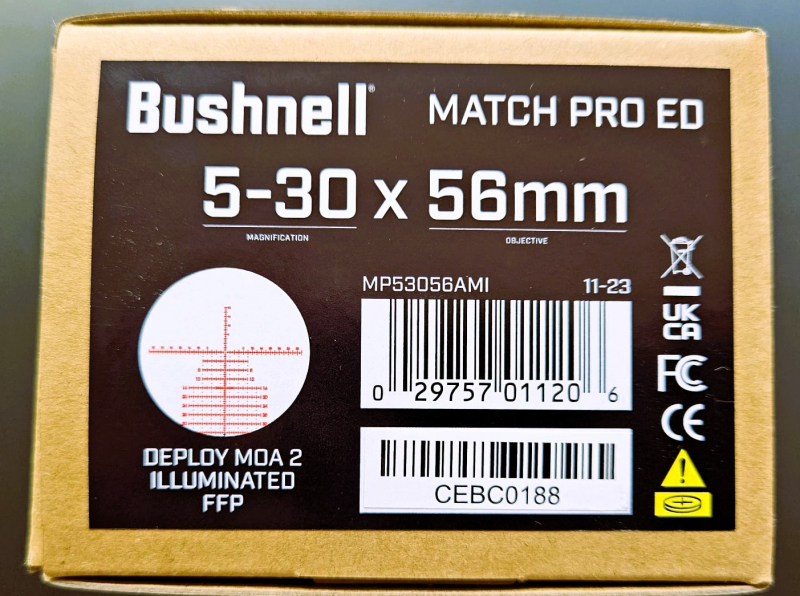 Bushnell® MATCH PRO ED
5-30 x 56mm
MAGNIFICATION OBJECTIVE
MP53056AMI 11-23
0 29757 01120 6
DEPLOY MOA 2
ILLUMINATED
FFP
CEBC0188
UK
CA
FC
CE